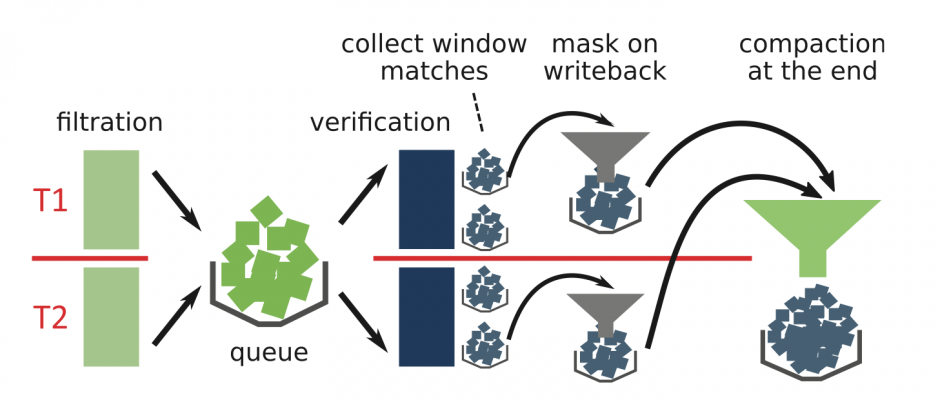 collect window
matches
mask on
writeback
compaction
at the end
filtration
verification
T1
T2
queue